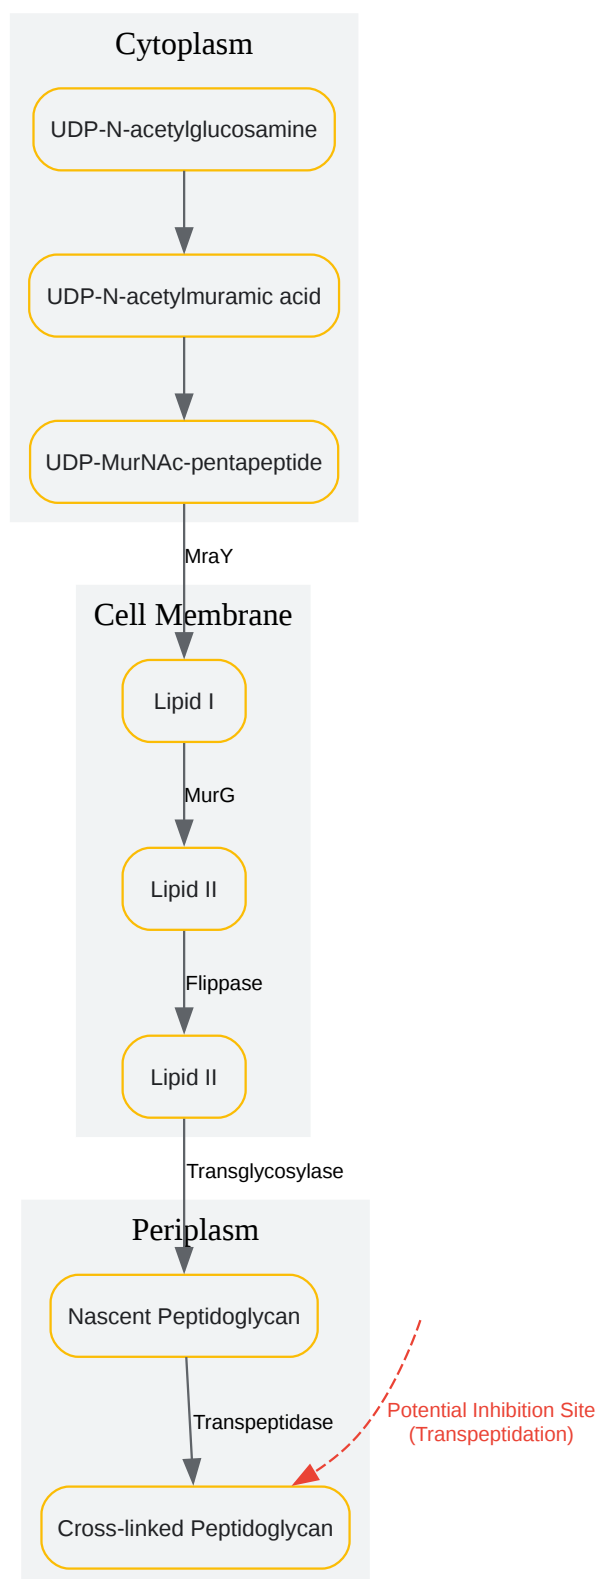 Cytoplasm
UDP-N-acetylglucosamine
UDP-N-acetylmuramic acid
UDP-MurNAc-pentapeptide
MraY
Cell Membrane
Lipid I
MurG
Lipid II
Flippase
Lipid II
Transglycosylase
Periplasm
Nascent Peptidoglycan
Transpeptidase
Potential Inhibition Site
(Transpeptidation)
Cross-linked Peptidoglycan